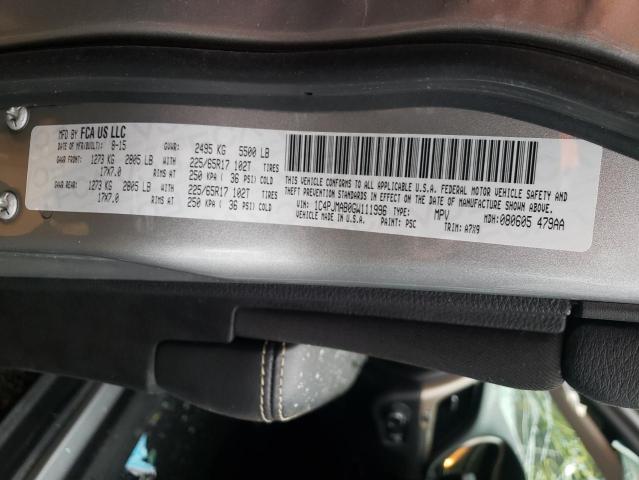 MFD BY FCA US LLC
DATE OF MFR(BUILT): 8-15 GVWR: 2495 KG 5500 LB
GAWR FRONT: 1273 KG 2805 LB WITH 225/65R17 102T TIRES
17X7.0 RIMS AT 250 KPA ( 36 PSI) COLD
GAWR REAR: 1273 KG 2805 LB WITH 225/65R17 102T TIRES
17X7.0 RIMS AT 250 KPA ( 36 PSI) COLD
THIS VEHICLE CONFORMS TO ALL APPLICABLE U.S.A. FEDERAL MOTOR VEHICLE SAFETY AND
THEFT PREVENTION STANDARDS IN EFFECT ON THE DATE OF MANUFACTURE SHOWN ABOVE.
VIN: 1C4PJMAB0GW111996 TYPE: MPV MDH: 080605 479AA
MADE IN U.S.A. PAINT: PSC TRIM: A7X9